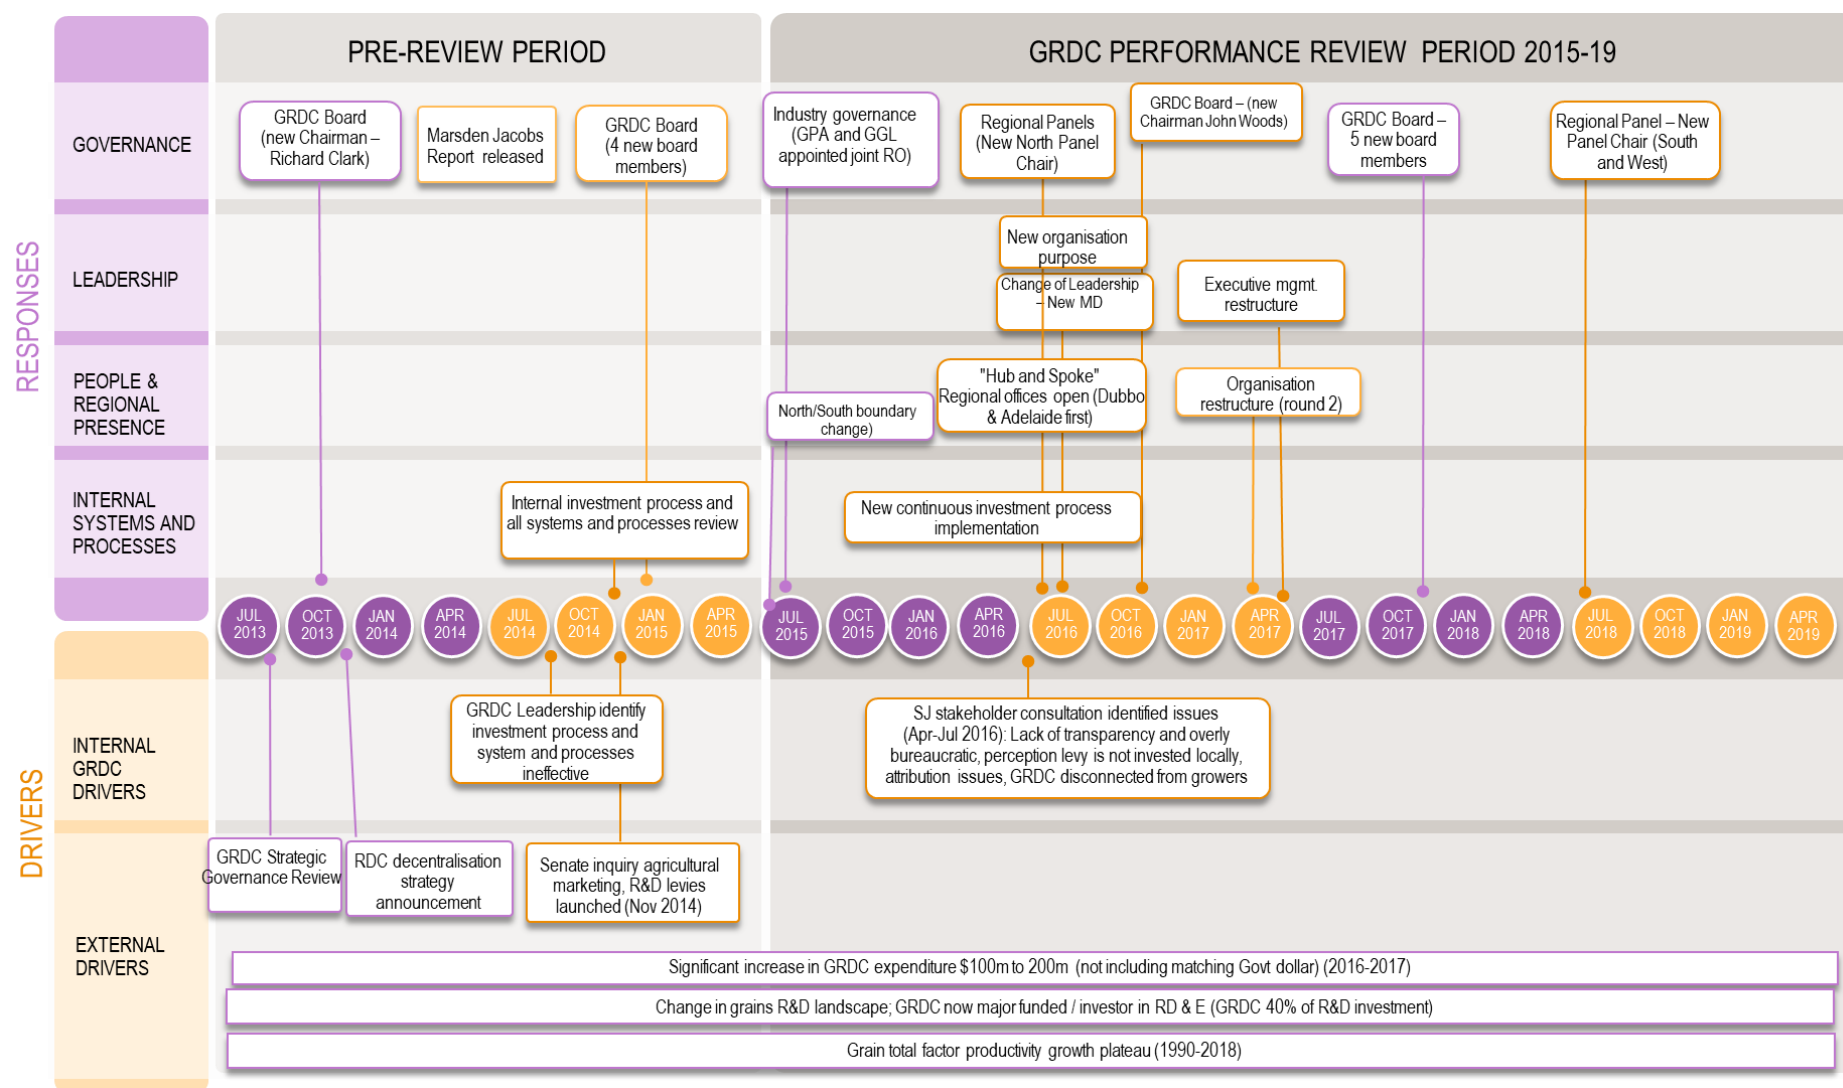 PRE-REVIEW PERIOD
GRDC PERFORMANCE REVIEW PERIOD 2015-19
RESPONSES
GOVERNANCE
GRDC Board
(new Chairman –
Richard Clark)
Marsden Jacobs
Report released
GRDC Board
(4 new board
members)
Industry governance
(GPA and GGL
appointed joint RO)
Regional Panels
(New North Panel
Chair)
GRDC Board – (new
Chairman John Woods)
GRDC Board –
5 new board
members
Regional Panel – New
Panel Chair (South
and West)
LEADERSHIP
New organisation
purpose
Change of Leadership
– New MD
Executive mgmt.
restructure
PEOPLE &
REGIONAL
PRESENCE
North/South boundary
change)
"Hub and Spoke"
Regional offices open (Dubbo
& Adelaide first)
Organisation
restructure (round 2)
INTERNAL
SYSTEMS AND
PROCESSES
Internal investment process and
all systems and processes review
New continuous investment process
implementation
JUL
2013
OCT
2013
JAN
2014
APR
2014
JUL
2014
OCT
2014
JAN
2015
APR
2015
JUL
2015
OCT
2015
JAN
2016
APR
2016
JUL
2016
OCT
2016
JAN
2017
APR
2017
JUL
2017
OCT
2017
JAN
2018
APR
2018
JUL
2018
OCT
2018
JAN
2019
APR
2019
DRIVERS
INTERNAL
GRDC
DRIVERS
GRDC Leadership identify
investment process and
system and processes
ineffective
SJ stakeholder consultation identified issues
(Apr-Jul 2016): Lack of transparency and overly
bureaucratic, perception levy is not invested locally,
attribution issues, GRDC disconnected from growers
EXTERNAL
DRIVERS
GRDC Strategic
Governance Review
RDC decentralisation
strategy
announcement
Senate inquiry agricultural
marketing, R&D levies
launched (Nov 2014)
Significant increase in GRDC expenditure $100m to 200m (not including matching Govt dollar) (2016-2017)
Change in grains R&D landscape; GRDC now major funded / investor in RD & E (GRDC 40% of R&D investment)
Grain total factor productivity growth plateau (1990-2018)